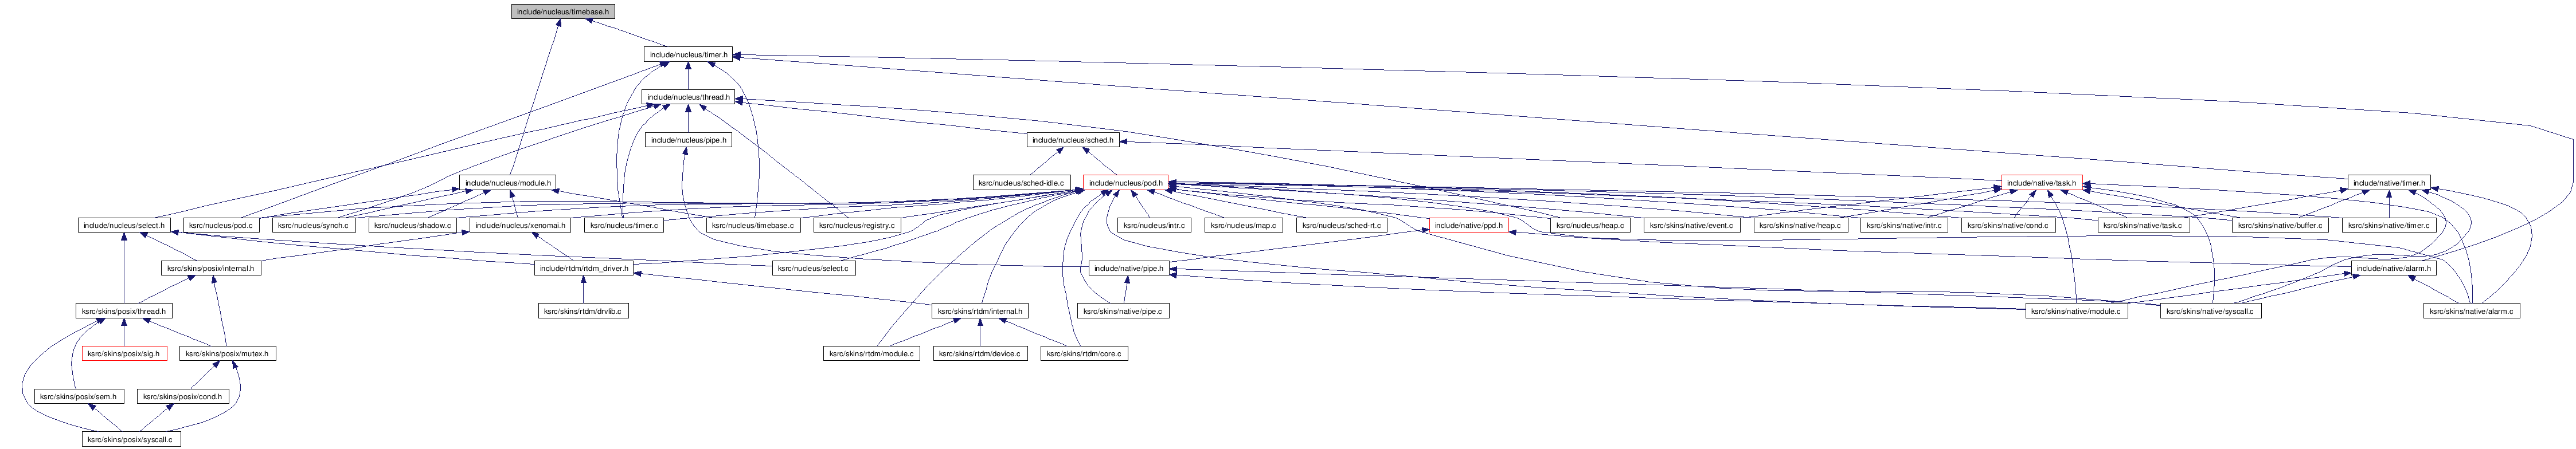 include/nucleus/timebase.h
include/nucleus/timer.h
include/nucleus/thread.h
include/nucleus/pipe.h
include/nucleus/sched.h
include/nucleus/module.h
ksrc/nucleus/sched-idle.c
include/nucleus/pod.h
include/native/task.h
include/native/timer.h
include/nucleus/select.h
ksrc/nucleus/pod.c
ksrc/nucleus/synch.c
ksrc/nucleus/shadow.c
include/nucleus/xenomai.h
ksrc/nucleus/timer.c
ksrc/nucleus/timebase.c
ksrc/nucleus/registry.c
ksrc/nucleus/intr.c
ksrc/nucleus/map.c
ksrc/nucleus/sched-rt.c
include/native/ppd.h
ksrc/nucleus/heap.c
ksrc/skins/native/event.c
ksrc/skins/native/heap.c
ksrc/skins/native/intr.c
ksrc/skins/native/cond.c
ksrc/skins/native/task.c
ksrc/skins/native/buffer.c
ksrc/skins/native/timer.c
ksrc/skins/posix/internal.h
include/rtdm/rtdm_driver.h
ksrc/nucleus/select.c
include/native/pipe.h
include/native/alarm.h
ksrc/skins/posix/thread.h
ksrc/skins/rtdm/drvlib.c
ksrc/skins/rtdm/internal.h
ksrc/skins/native/pipe.c
ksrc/skins/native/module.c
ksrc/skins/native/syscall.c
ksrc/skins/native/alarm.c
ksrc/skins/posix/sig.h
ksrc/skins/posix/mutex.h
ksrc/skins/rtdm/module.c
ksrc/skins/rtdm/device.c
ksrc/skins/rtdm/core.c
ksrc/skins/posix/sem.h
ksrc/skins/posix/cond.h
ksrc/skins/posix/syscall.c